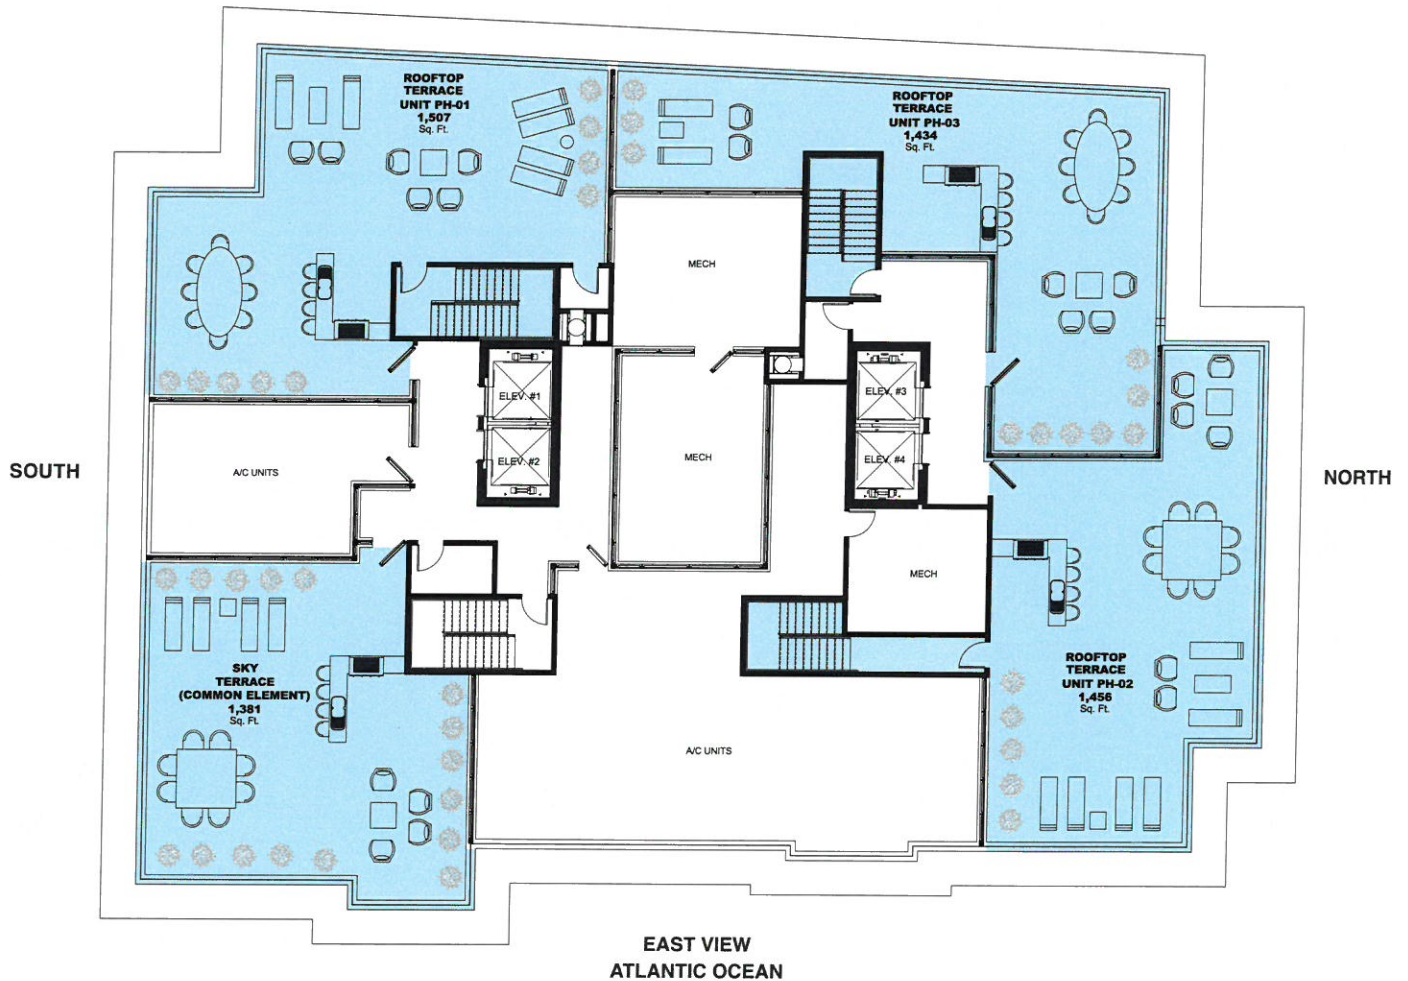 ROOFTOP
TERRACE
UNIT PH-01
1,507
Sq. Ft.
ROOFTOP
TERRACE
UNIT PH-03
1,434
Sq. Ft.
MECH
ELEV. #1
ELEV. #3
SOUTH
A/C UNITS
ELEV. #2
MECH
ELEV. #4
NORTH
MECH
SKY
TERRACE
(COMMON ELEMENT)
1,381
Sq. Ft.
ROOFTOP
TERRACE
UNIT PH-02
1,456
Sq. Ft.
A/C UNITS
EAST VIEW
ATLANTIC OCEAN